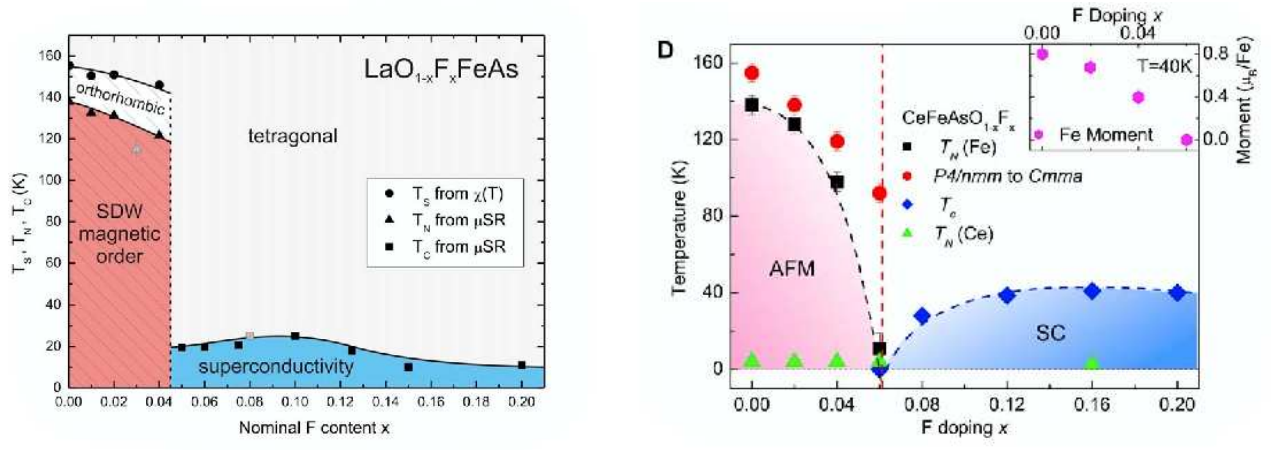 LaO1-xFxFeAs
orthorhombic
tetragonal
SDW
magnetic
order
TS from χ(T)
TN from μSR
TC from μSR
superconductivity
TS, TN, TC (K)
160
140
120
100
80
60
40
20
0
0.00 0.02 0.04 0.06 0.08 0.10 0.12 0.14 0.16 0.18 0.20
Nominal F content x
D
F Doping x
0.00 0.04
T=40K
Fe Moment
0.8
0.4
0.0
Moment (μB/Fe)
CeFeAsO1-xFx
TN (Fe)
P4/nmm to Cmma
Tc
TN (Ce)
AFM
SC
Temperature (K)
160
120
80
40
0
0.00 0.04 0.08 0.12 0.16 0.20
F doping x